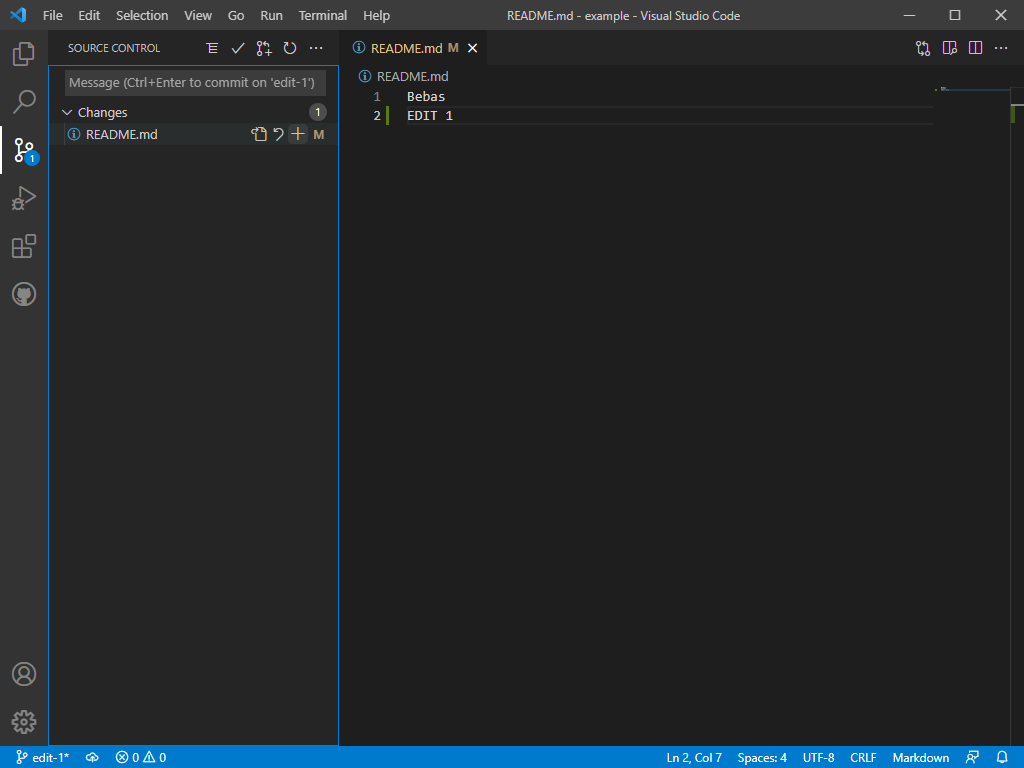 File Edit Selection View Go Run Terminal Help README.md - example - Visual Studio Code
SOURCE CONTROL
README.md M
Message (Ctrl+Enter to commit on 'edit-1')
README.md
Changes 1
README.md M
1 Bebas
2 EDIT 1
1
edit-1* 0 0 Ln 2, Col 7 Spaces: 4 UTF-8 CRLF Markdown